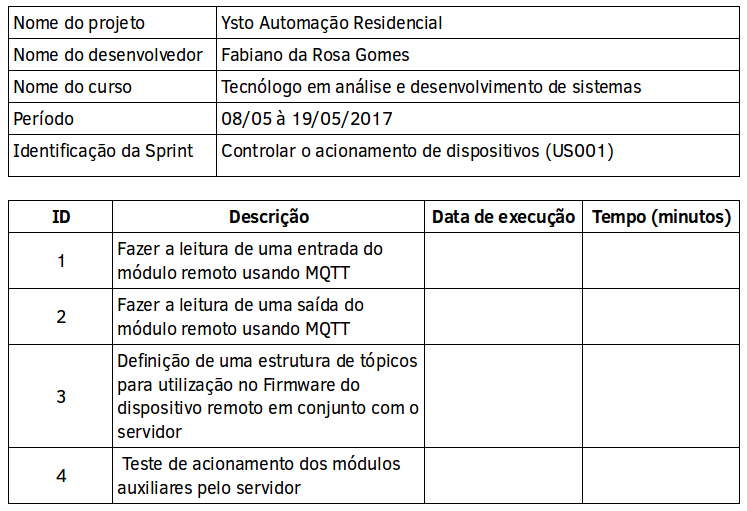 Nome do projeto Ysto Automação Residencial
Nome do desenvolvedor Fabiano da Rosa Gomes
Nome do curso Tecnólogo em análise e desenvolvimento de sistemas
Período 08/05 à 19/05/2017
Identificação da Sprint Controlar o acionamento de dispositivos (US001)
ID Descrição Data de execução Tempo (minutos)
1 Fazer a leitura de uma entrada do
módulo remoto usando MQTT
2 Fazer a leitura de uma saída do
módulo remoto usando MQTT
3 Definição de uma estrutura de tópicos
para utilização no Firmware do
dispositivo remoto em conjunto com o
servidor
4 Teste de acionamento dos módulos
auxiliares pelo servidor